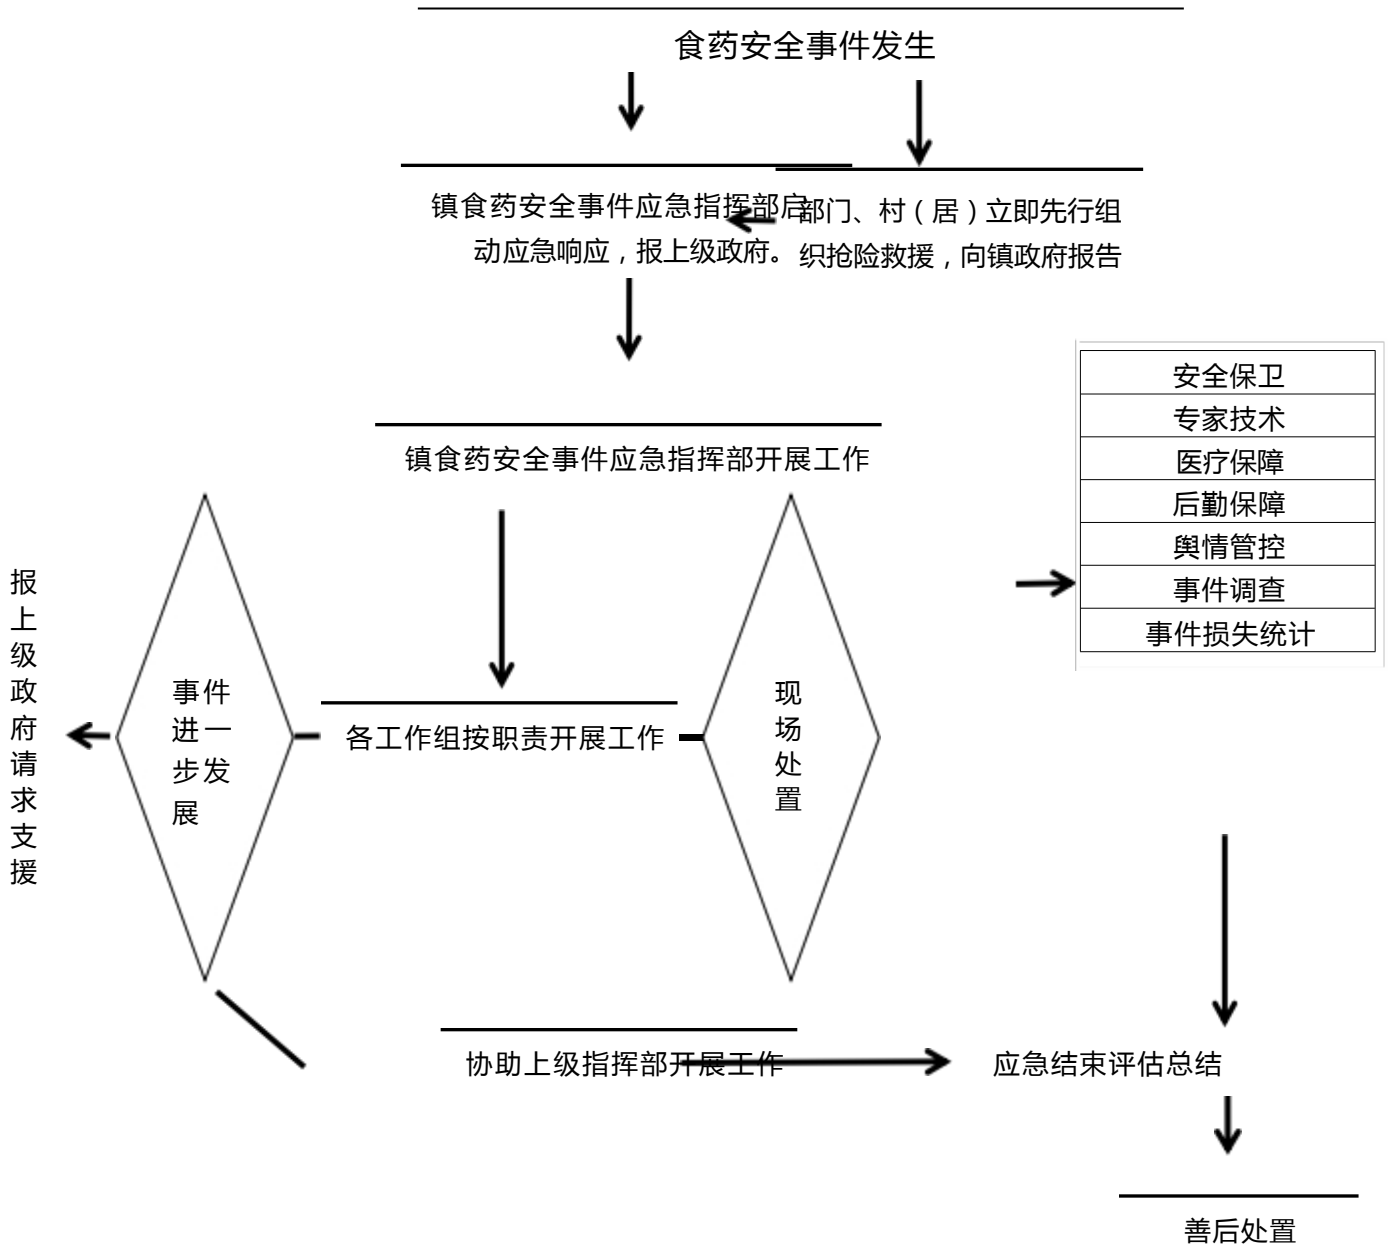 食药安全事件发生
镇食药安全事件应急指挥部启
动应急响应，报上级政府。
部门、村（居）立即先行组
织抢险救援，向镇政府报告
安全保卫
专家技术
医疗保障
后勤保障
舆情管控
事件调查
事件损失统计
镇食药安全事件应急指挥部开展工作
报
上
级
政
府
请
求
支
援
事件
进一
步发
展
各工作组按职责开展工作
现
场
处
置
协助上级指挥部开展工作
应急结束评估总结
善后处置